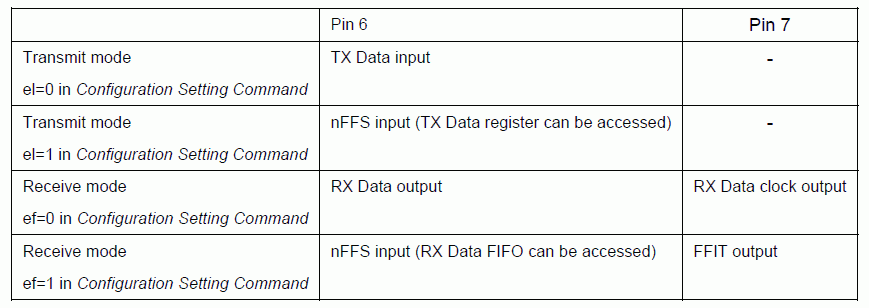 Pin 6 Pin 7
Transmit mode TX Data input -
el=0 in Configuration Setting Command
Transmit mode nFFS input (TX Data register can be accessed) -
el=1 in Configuration Setting Command
Receive mode RX Data output RX Data clock output
ef=0 in Configuration Setting Command
Receive mode nFFS input (RX Data FIFO can be accessed) FFIT output
ef=1 in Configuration Setting Command